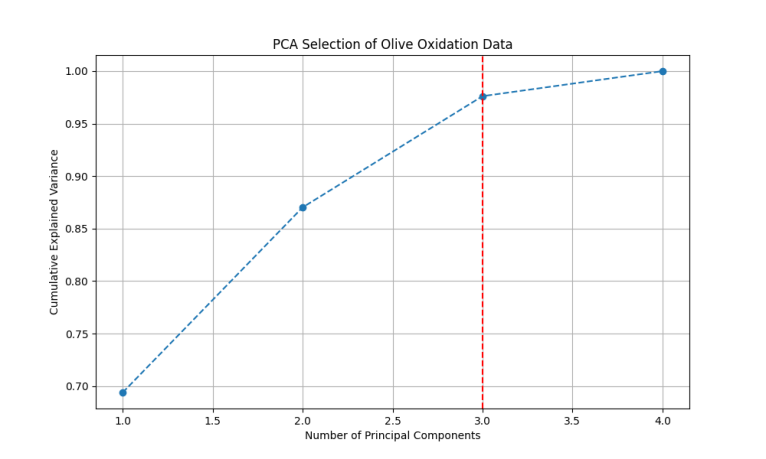 PCA Selection of Olive Oxidation Data
Cumulative Explained Variance
1.00
0.95
0.90
0.85
0.80
0.75
0.70
1.0 1.5 2.0 2.5 3.0 3.5 4.0
Number of Principal Components